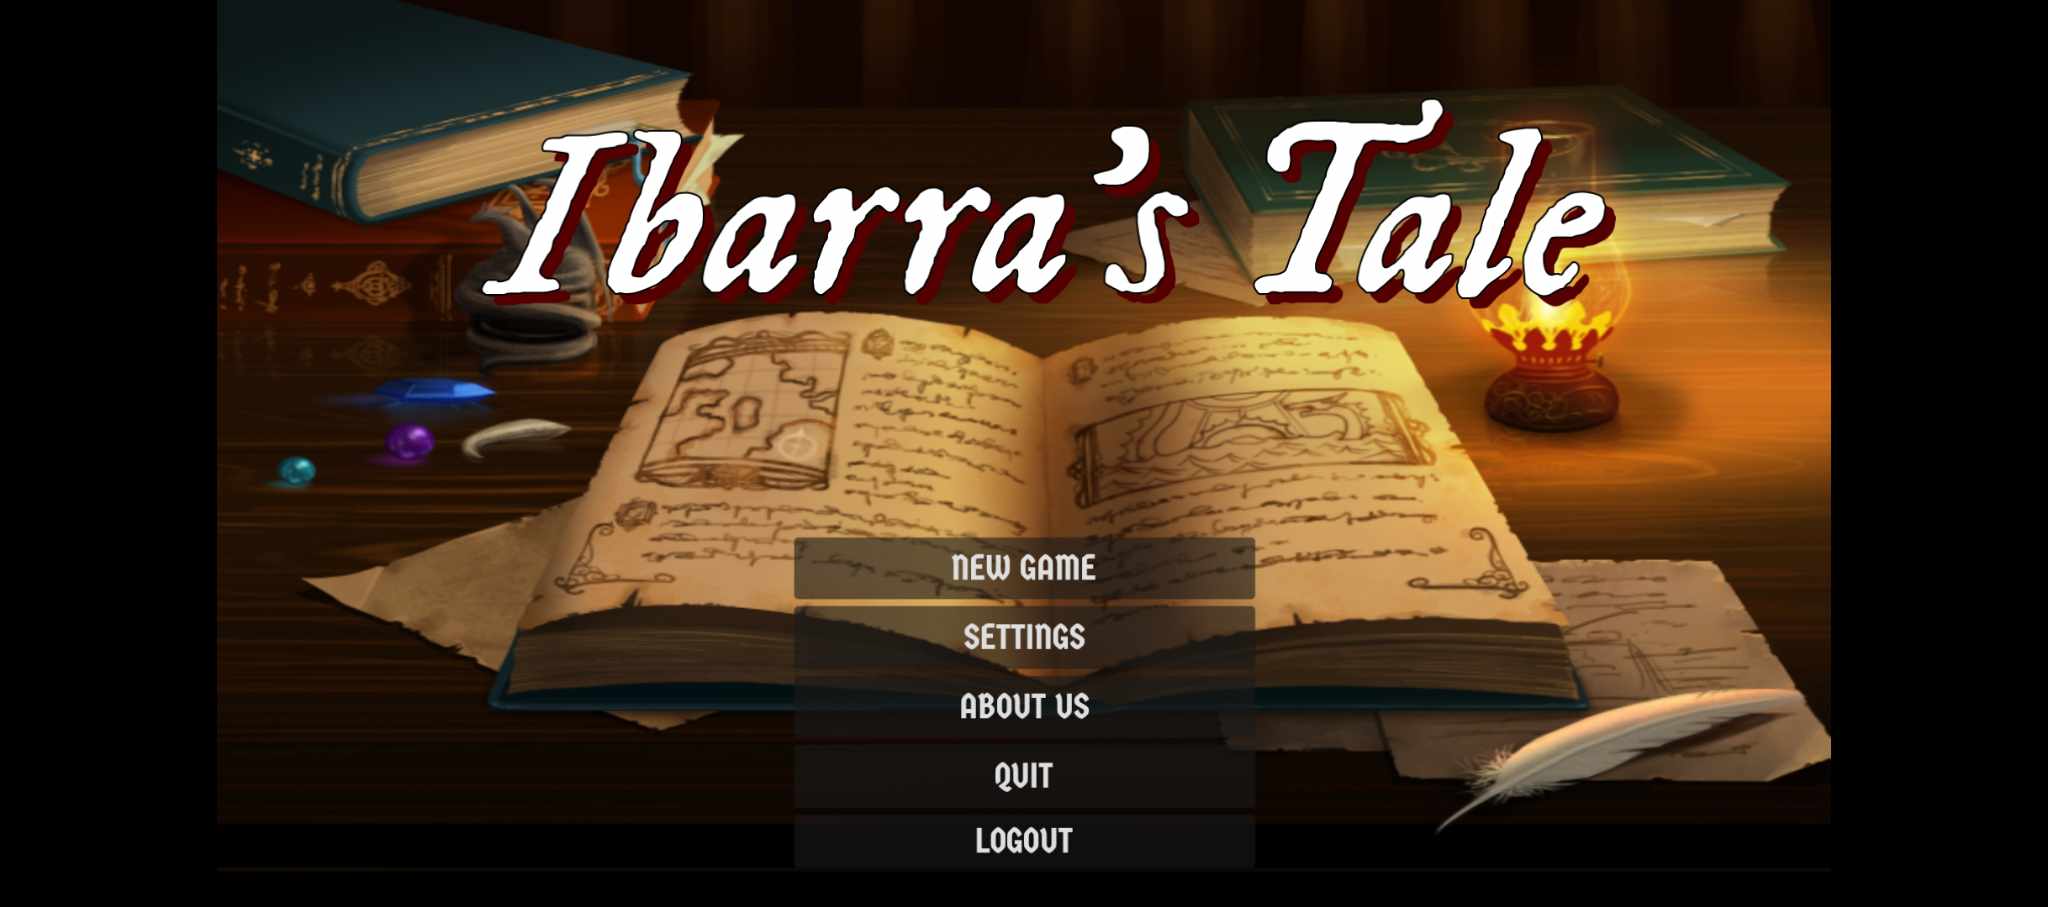 Ibarra's Tale
NEW GAME
SETTINGS
ABOUT US
QUIT
LOGOUT